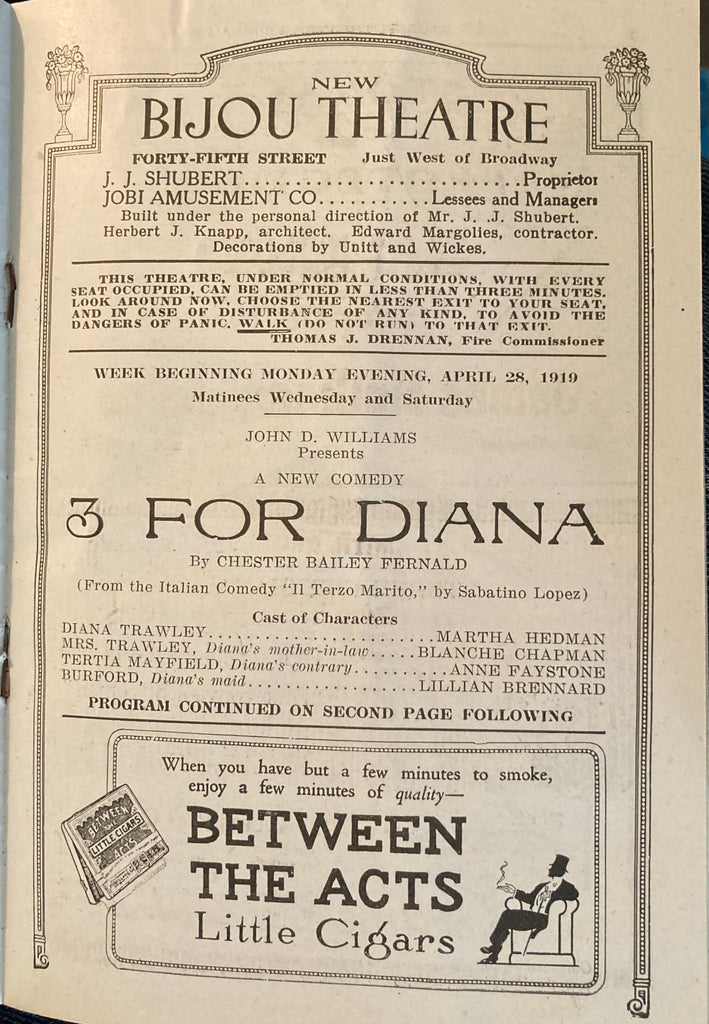 NEW
BIJOU THEATRE
FORTY-FIFTH STREET Just West of Broadway
J. J. SHUBERT............................Proprietor
JOBI AMUSEMENT CO...........Lessees and Managers
Built under the personal direction of Mr. J. .J. Shubert.
Herbert J. Knapp, architect. Edward Margolies, contractor.
Decorations by Unitt and Wickes.
THIS THEATRE, UNDER NORMAL CONDITIONS, WITH EVERY
SEAT OCCUPIED, CAN BE EMPTIED IN LESS THAN THREE MINUTES.
LOOK AROUND NOW, CHOOSE THE NEAREST EXIT TO YOUR SEAT,
AND IN CASE OF DISTURBANCE OF ANY KIND, TO AVOID THE
DANGERS OF PANIC, WALK (DO NOT RUN) TO THAT EXIT.
THOMAS J. DRENNAN, Fire Commissioner
WEEK BEGINNING MONDAY EVENING, APRIL 28, 1919
Matinees Wednesday and Saturday
JOHN D. WILLIAMS
Presents
A NEW COMEDY
3 FOR DIANA
By CHESTER BAILEY FERNALD
(From the Italian Comedy "Il Terzo Marito," by Sabatino Lopez)
Cast of Characters
DIANA TRAWLEY........................MARTHA HEDMAN
MRS. TRAWLEY, Diana's mother-in-law.....BLANCHE CHAPMAN
TERTIA MAYFIELD, Diana's contrary..........ANNE FAYSTONE
BURFORD, Diana's maid.................LILLIAN BRENNARD
PROGRAM CONTINUED ON SECOND PAGE FOLLOWING
When you have but a few minutes to smoke,
enjoy a few minutes of quality—
BETWEEN
THE ACTS
Little Cigars
BETWEEN
LITTLE CIGARS
ACTS